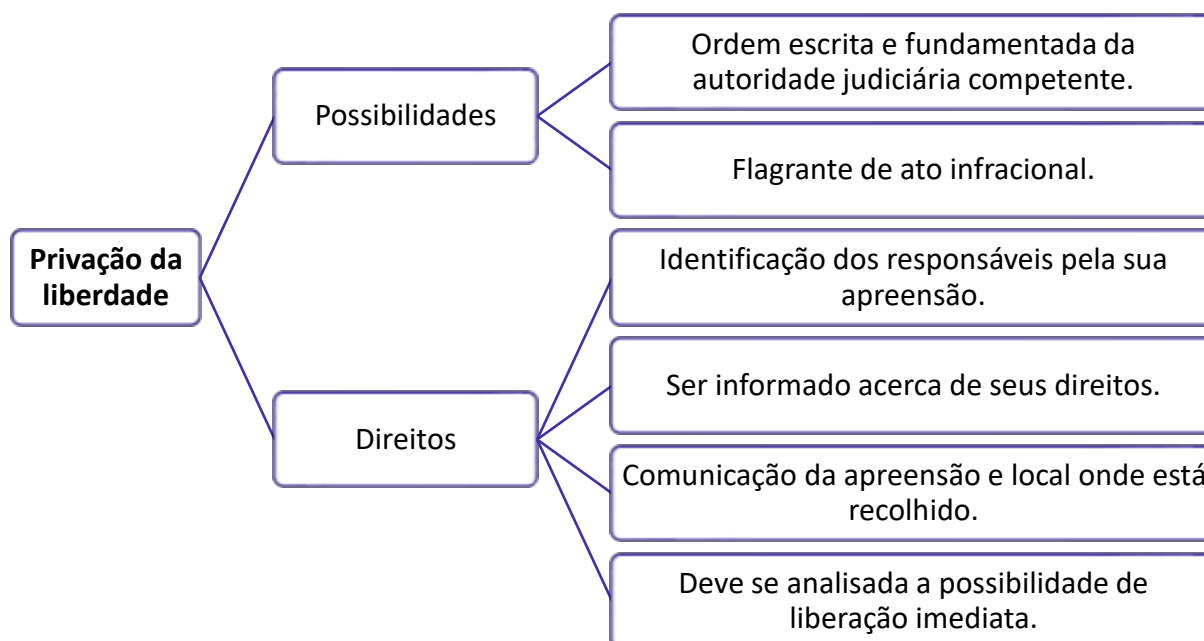 Privação da
liberdade
Possibilidades
Ordem escrita e fundamentada da
autoridade judiciária competente.
Flagrante de ato infracional.
Direitos
Identificação dos responsáveis pela sua
apreensão.
Ser informado acerca de seus direitos.
Comunicação da apreensão e local onde está
recolhido.
Deve se analisada a possibilidade de
liberação imediata.